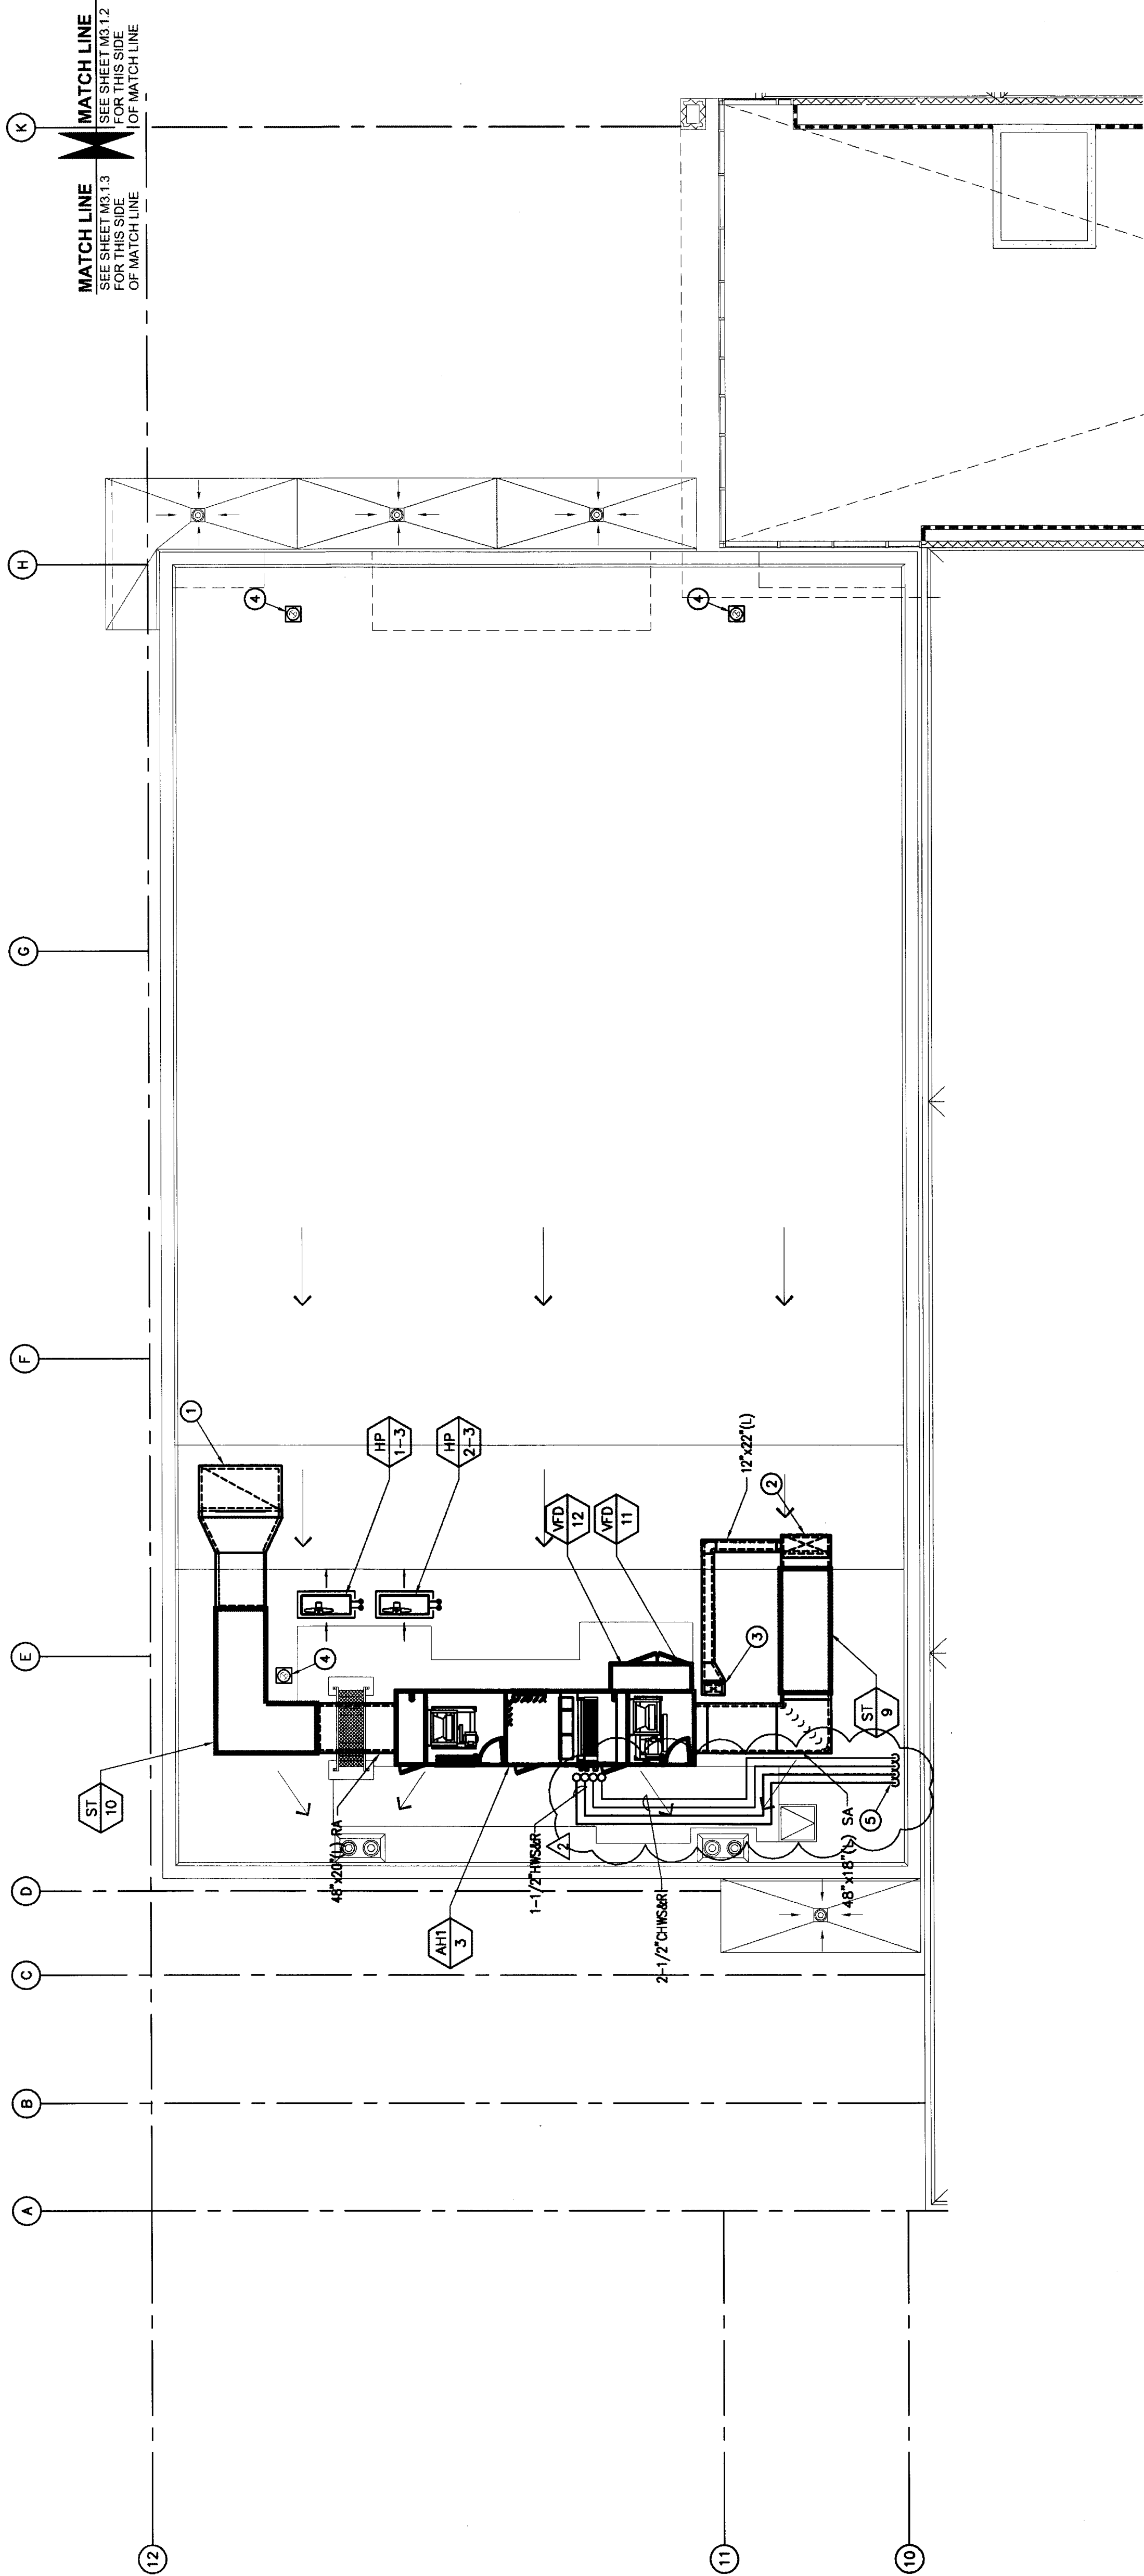 K
MATCH LINE
SEE SHEET M3.1.2
FOR THIS SIDE
OF MATCH LINE
MATCH LINE
SEE SHEET M3.1.3
FOR THIS SIDE
OF MATCH LINE
H
4
4
G
F
1
HP
1-3
HP
2-3
VFD
12
VFD
11
12"x22"(L)
2
E
4
3
ST
9
ST
10
48"x20"(L) RA
1-1/2"HWS&R
2
2-1/2"CHWS&R
48"x18"(L) SA
5
AH1
3
D
C
B
A
12
11
10